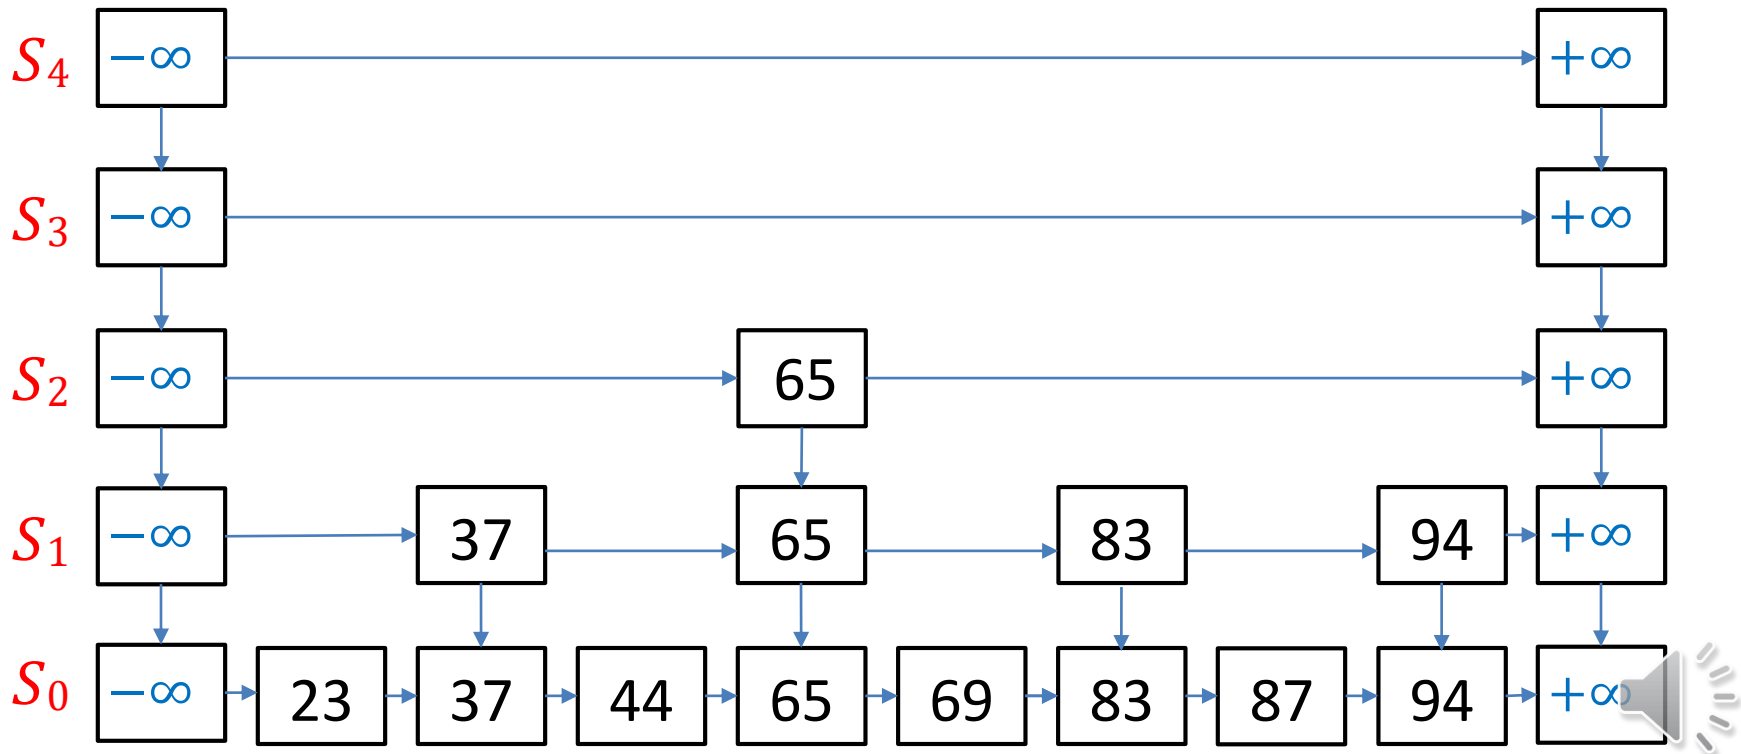 S4 −∞ +∞
S3 −∞ +∞
S2 −∞ 65 +∞
S1 −∞ 37 65 83 94 +∞
S0 −∞ 23 37 44 65 69 83 87 94 +∞